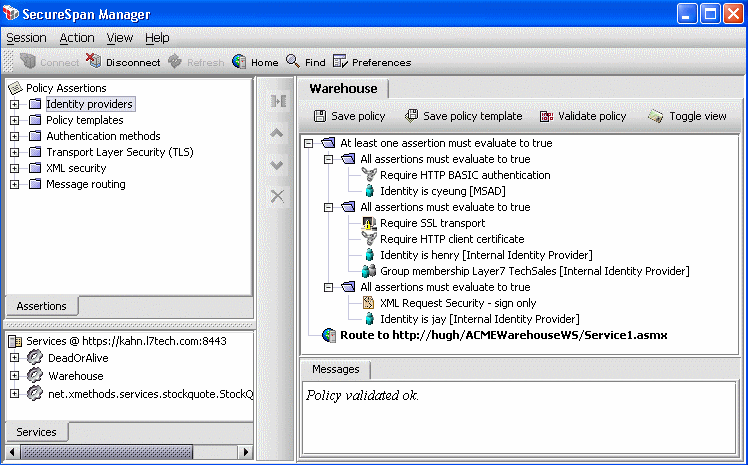 SecureSpan Manager
Session Action View Help
Connect Disconnect Refresh Home Find Preferences
Policy Assertions
Identity providers
Policy templates
Authentication methods
Transport Layer Security (TLS)
XML security
Message routing
Assertions
Services @ https://kahn.l7tech.com:8443
DeadOrAlive
Warehouse
net.xmethods.services.stockquote.StockQ
Services
Warehouse
Save policy Save policy template Validate policy Toggle view
At least one assertion must evaluate to true
All assertions must evaluate to true
Require HTTP BASIC authentication
Identity is cyeung [MSAD]
All assertions must evaluate to true
Require SSL transport
Require HTTP client certificate
Identity is henry [Internal Identity Provider]
Group membership Layer7 TechSales [Internal Identity Provider]
All assertions must evaluate to true
XML Request Security - sign only
Identity is jay [Internal Identity Provider]
Route to http://hugh/ACMEWarehouseWS/Service1.asmx
Messages
Policy validated ok.